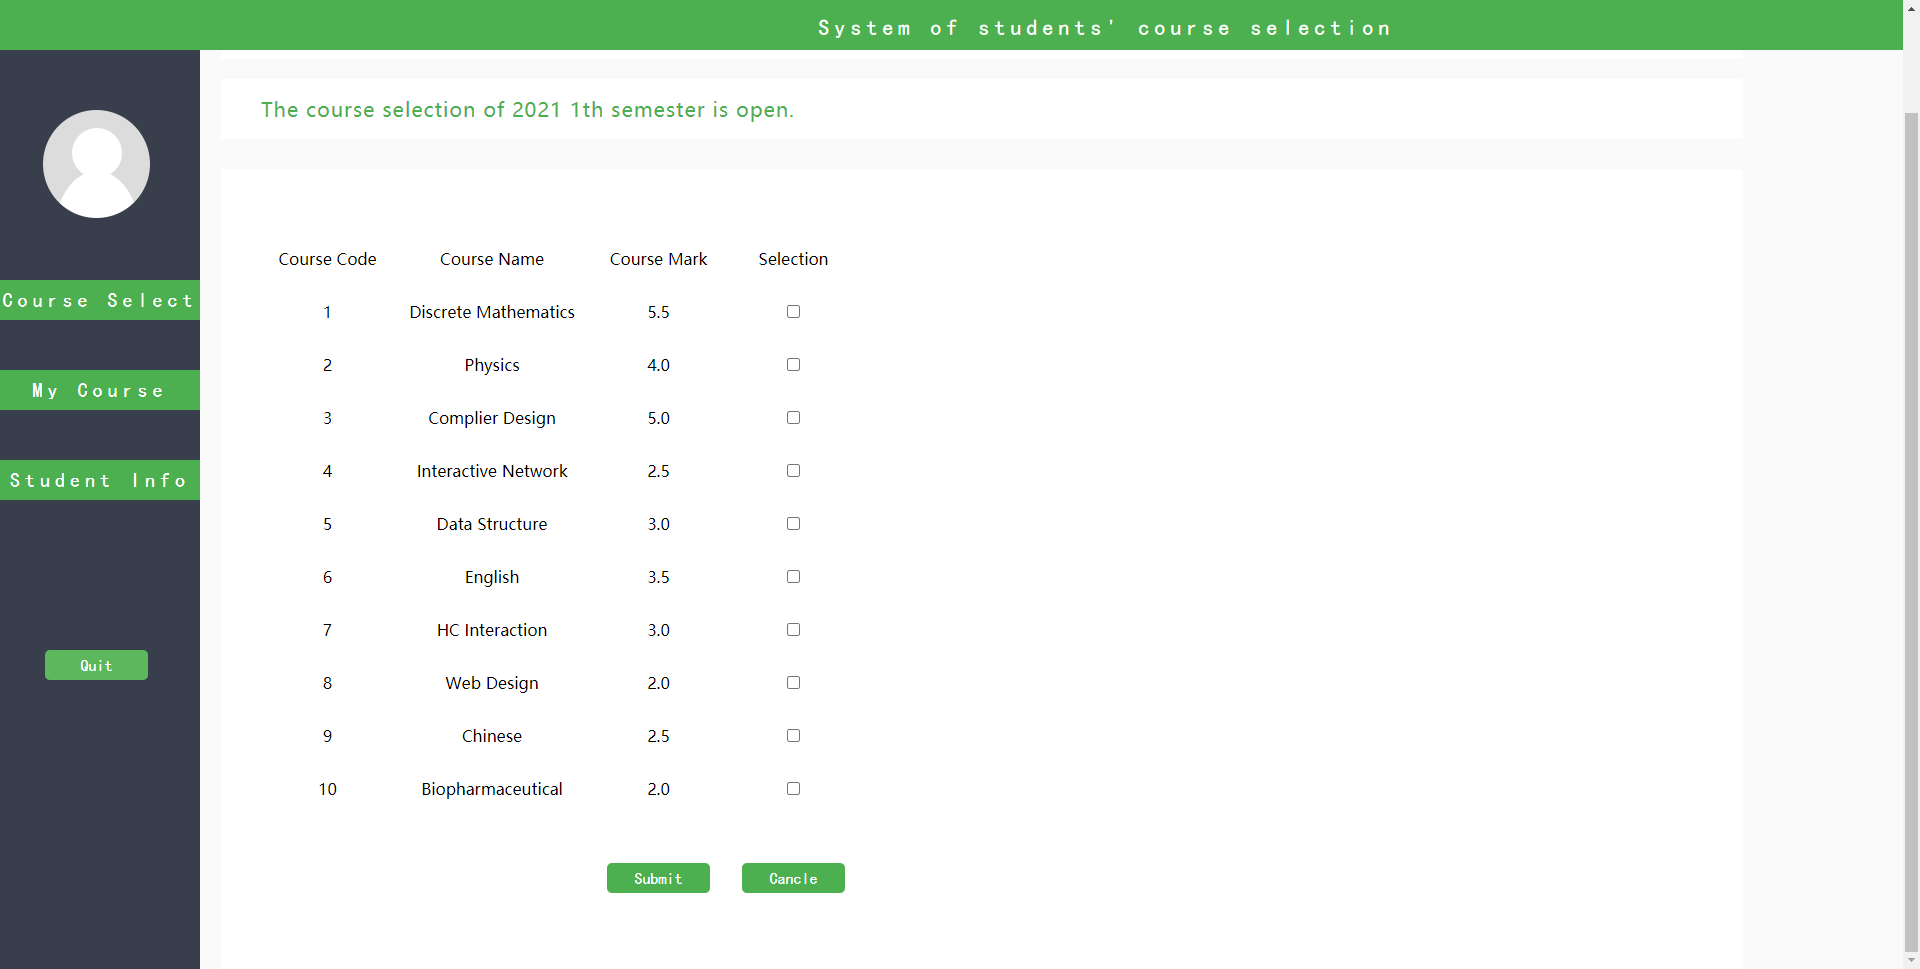 System of students' course selection
The course selection of 2021 1th semester is open.
Course Select
My Course
Student Info
Quit
Course Code Course Name Course Mark Selection
1 Discrete Mathematics 5.5
2 Physics 4.0
3 Complier Design 5.0
4 Interactive Network 2.5
5 Data Structure 3.0
6 English 3.5
7 HC Interaction 3.0
8 Web Design 2.0
9 Chinese 2.5
10 Biopharmaceutical 2.0
Submit Cancle